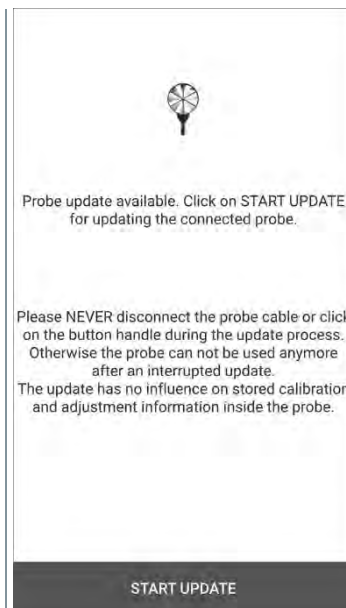 Probe update available. Click on START UPDATE
for updating the connected probe.
Please NEVER disconnect the probe cable or click
on the button handle during the update process.
Otherwise the probe can not be used anymore
after an interrupted update.
The update has no influence on stored calibration
and adjustment information inside the probe.
START UPDATE